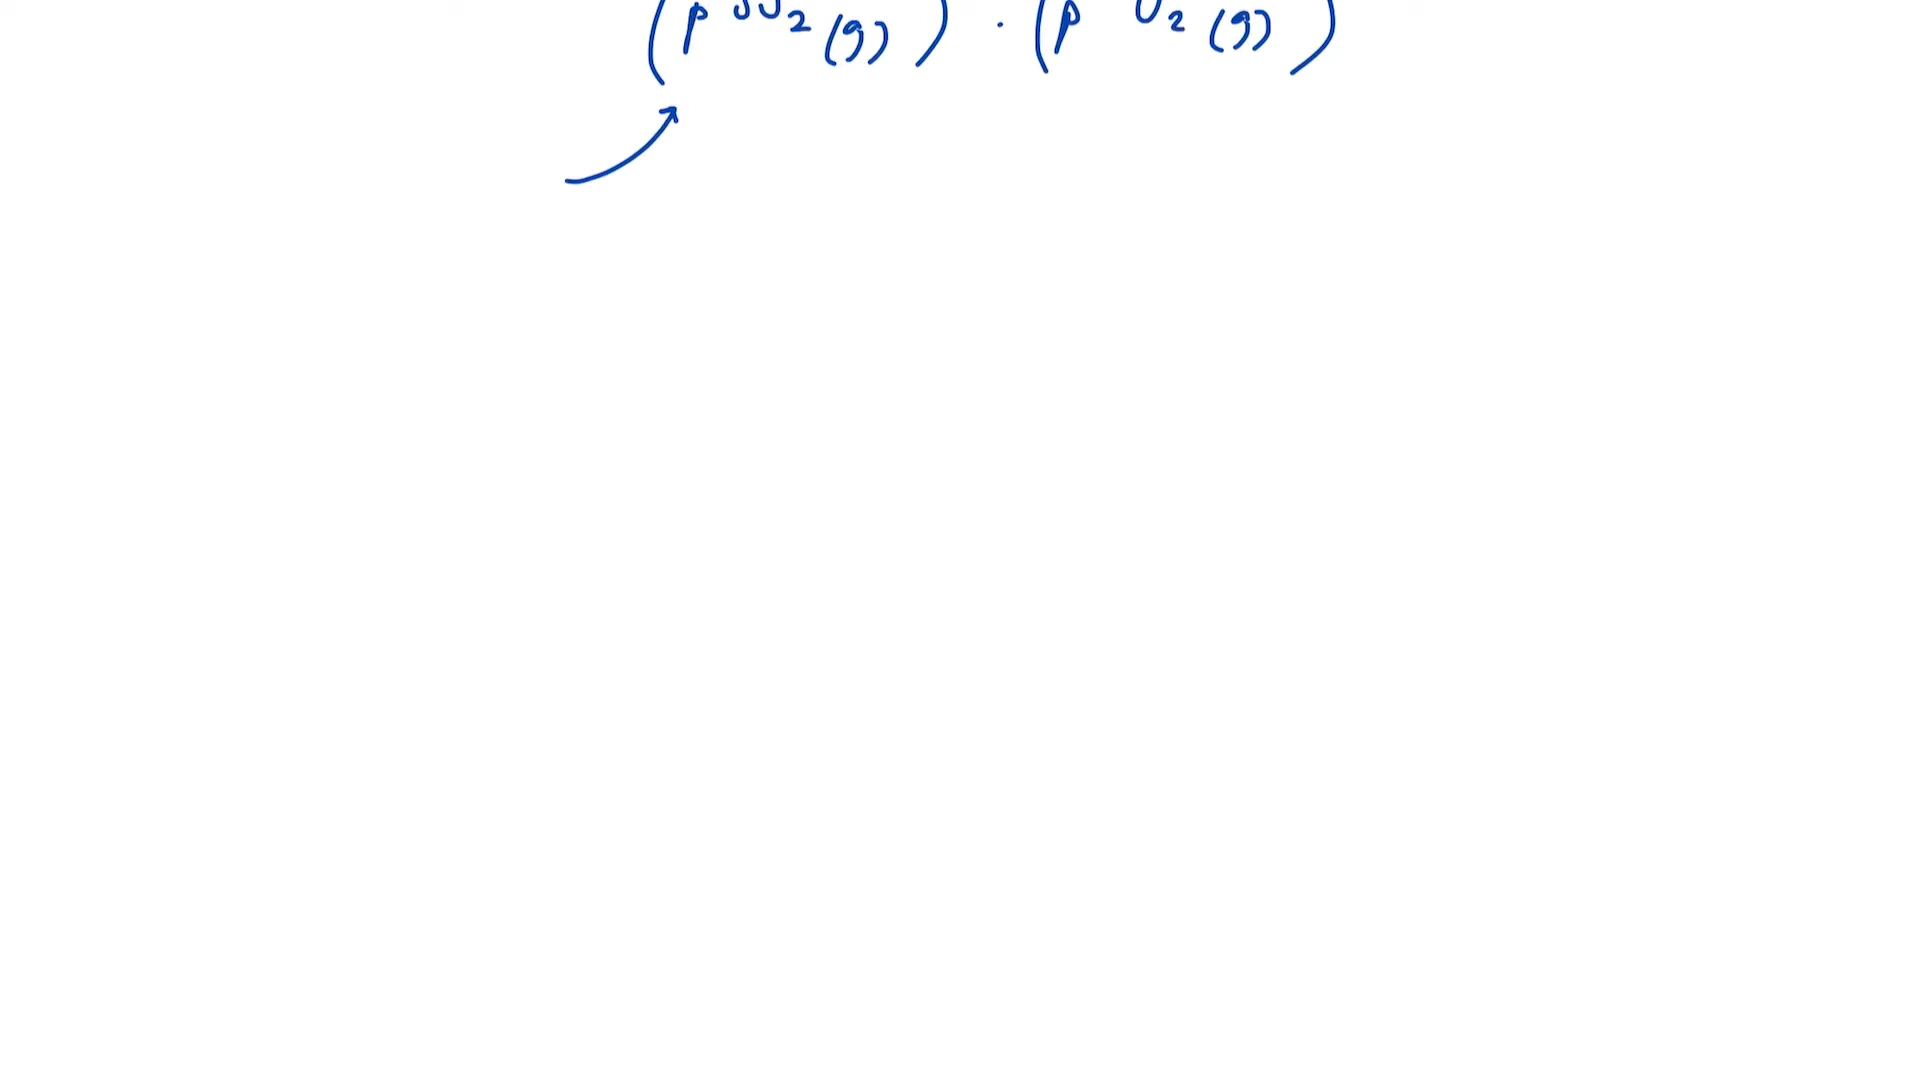 (p SO₂ (g)) · (p O₂ (g))